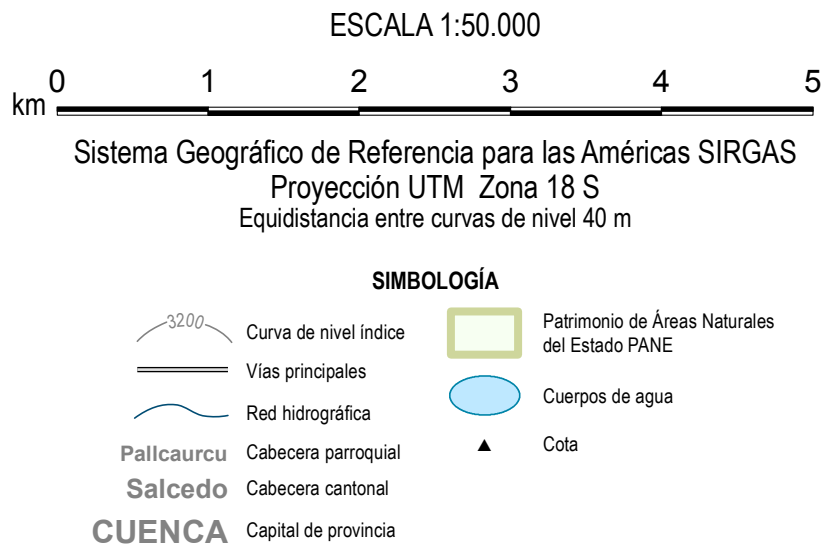 ESCALA 1:50.000
0 1 2 3 4 5
km
Sistema Geográfico de Referencia para las Américas SIRGAS
Proyección UTM Zona 18 S
Equidistancia entre curvas de nivel 40 m
SIMBOLOGÍA
3200 Curva de nivel índice
Vías principales
Red hidrográfica
Pallcaurcu Cabecera parroquial
Salcedo Cabecera cantonal
CUENCA Capital de provincia
Patrimonio de Áreas Naturales
del Estado PANE
Cuerpos de agua
Cota